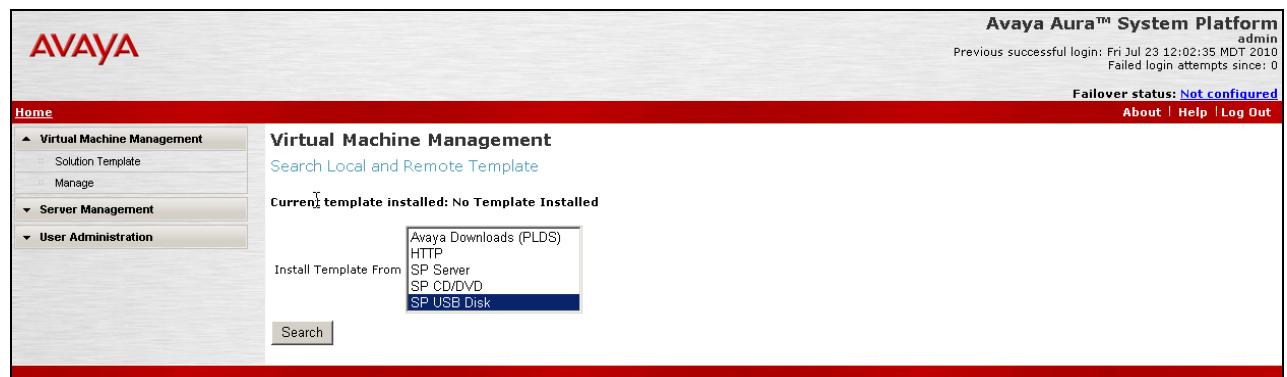 AVAYA
Avaya Aura™ System Platform
admin
Previous successful login: Fri Jul 23 12:02:35 MDT 2010
Failed login attempts since: 0
Failover status: Not configured
Home
About | Help | Log Out
Virtual Machine Management
Solution Template
Manage
Server Management
User Administration
Virtual Machine Management
Search Local and Remote Template
Current template installed: No Template Installed
Install Template From
Avaya Downloads (PLDS)
HTTP
SP Server
SP CD/DVD
SP USB Disk
Search